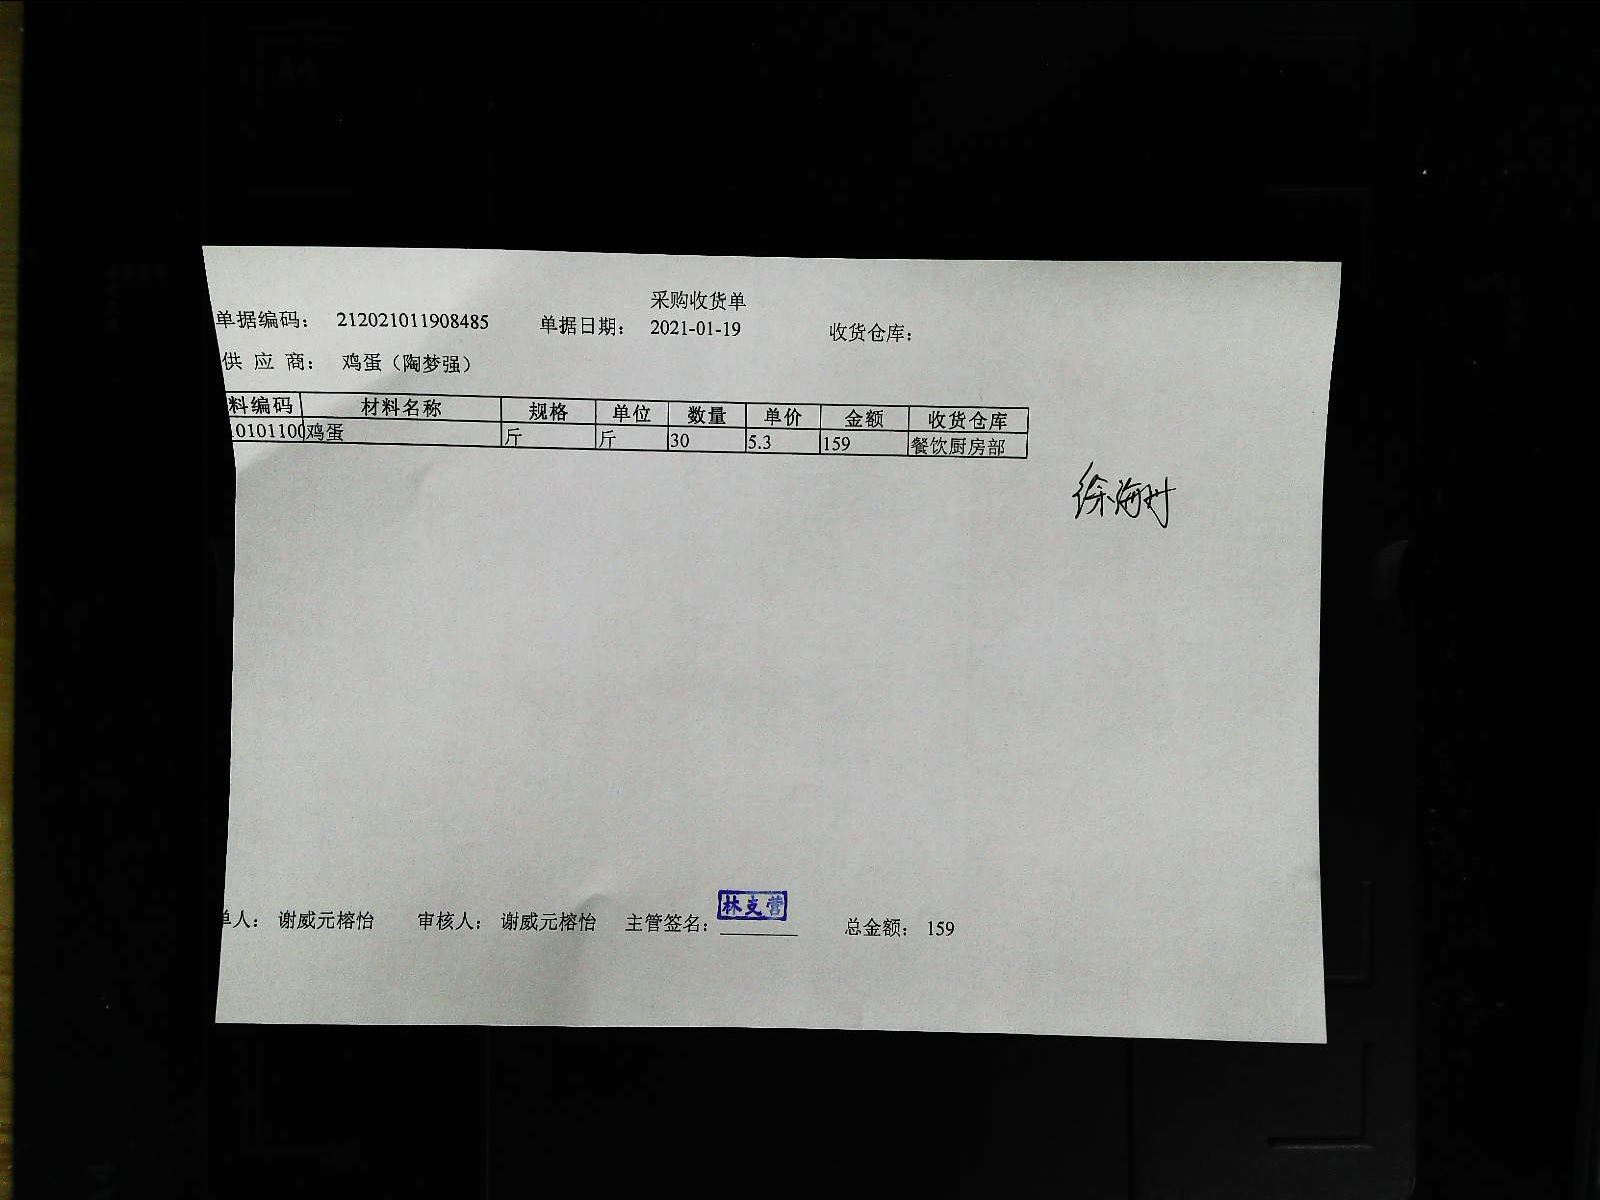 采购收货单
单据编码： 212021011908485 单据日期： 2021-01-19 收货仓库：
供 应 商： 鸡蛋（陶梦强）
料编码 材料名称 规格 单位 数量 单价 金额 收货仓库
0101100 鸡蛋 斤 斤 30 5.3 159 餐饮厨房部
徐海
单人： 谢威元榕怡 审核人： 谢威元榕怡 主管签名： 林支营 总金额： 159